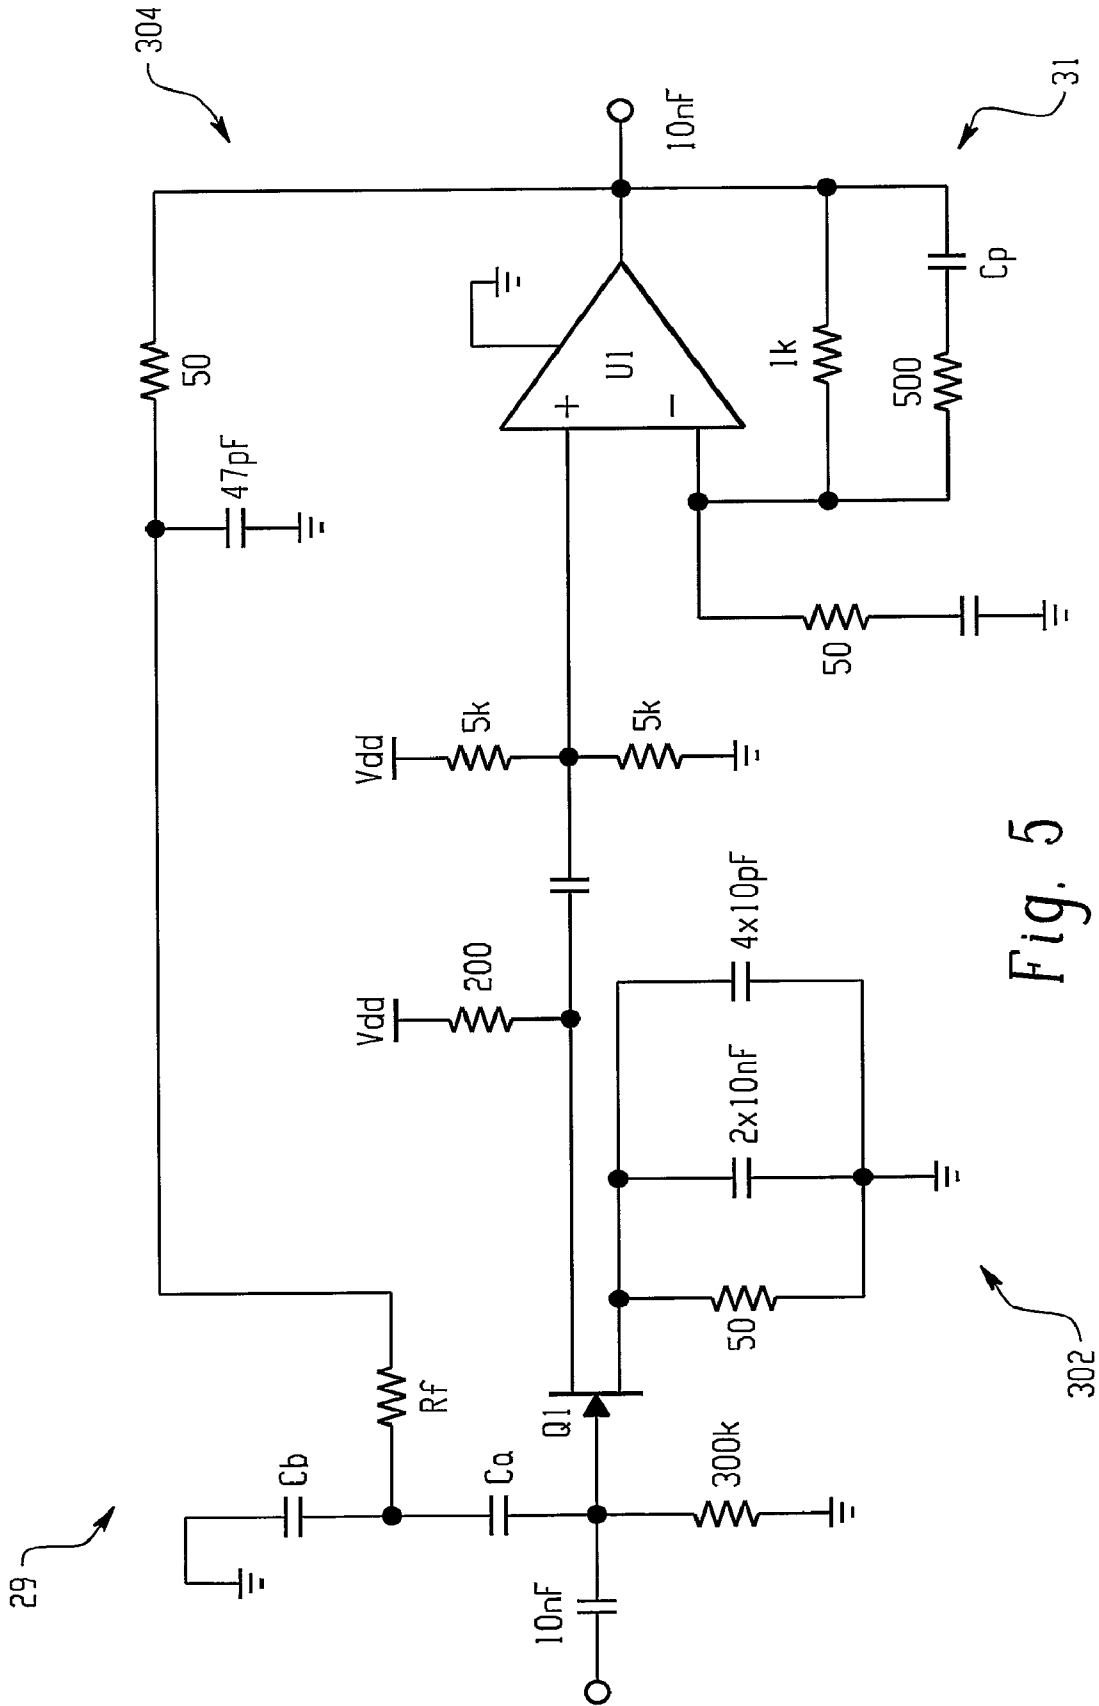 304
50
47pF
10nF
U1
+
−
1k
500
Cp
31
50
Vdd
5k
5k
Vdd
200
4x10pF
2x10nF
50
302
Q1
Rf
Cb
Ca
300k
10nF
29
Fig. 5